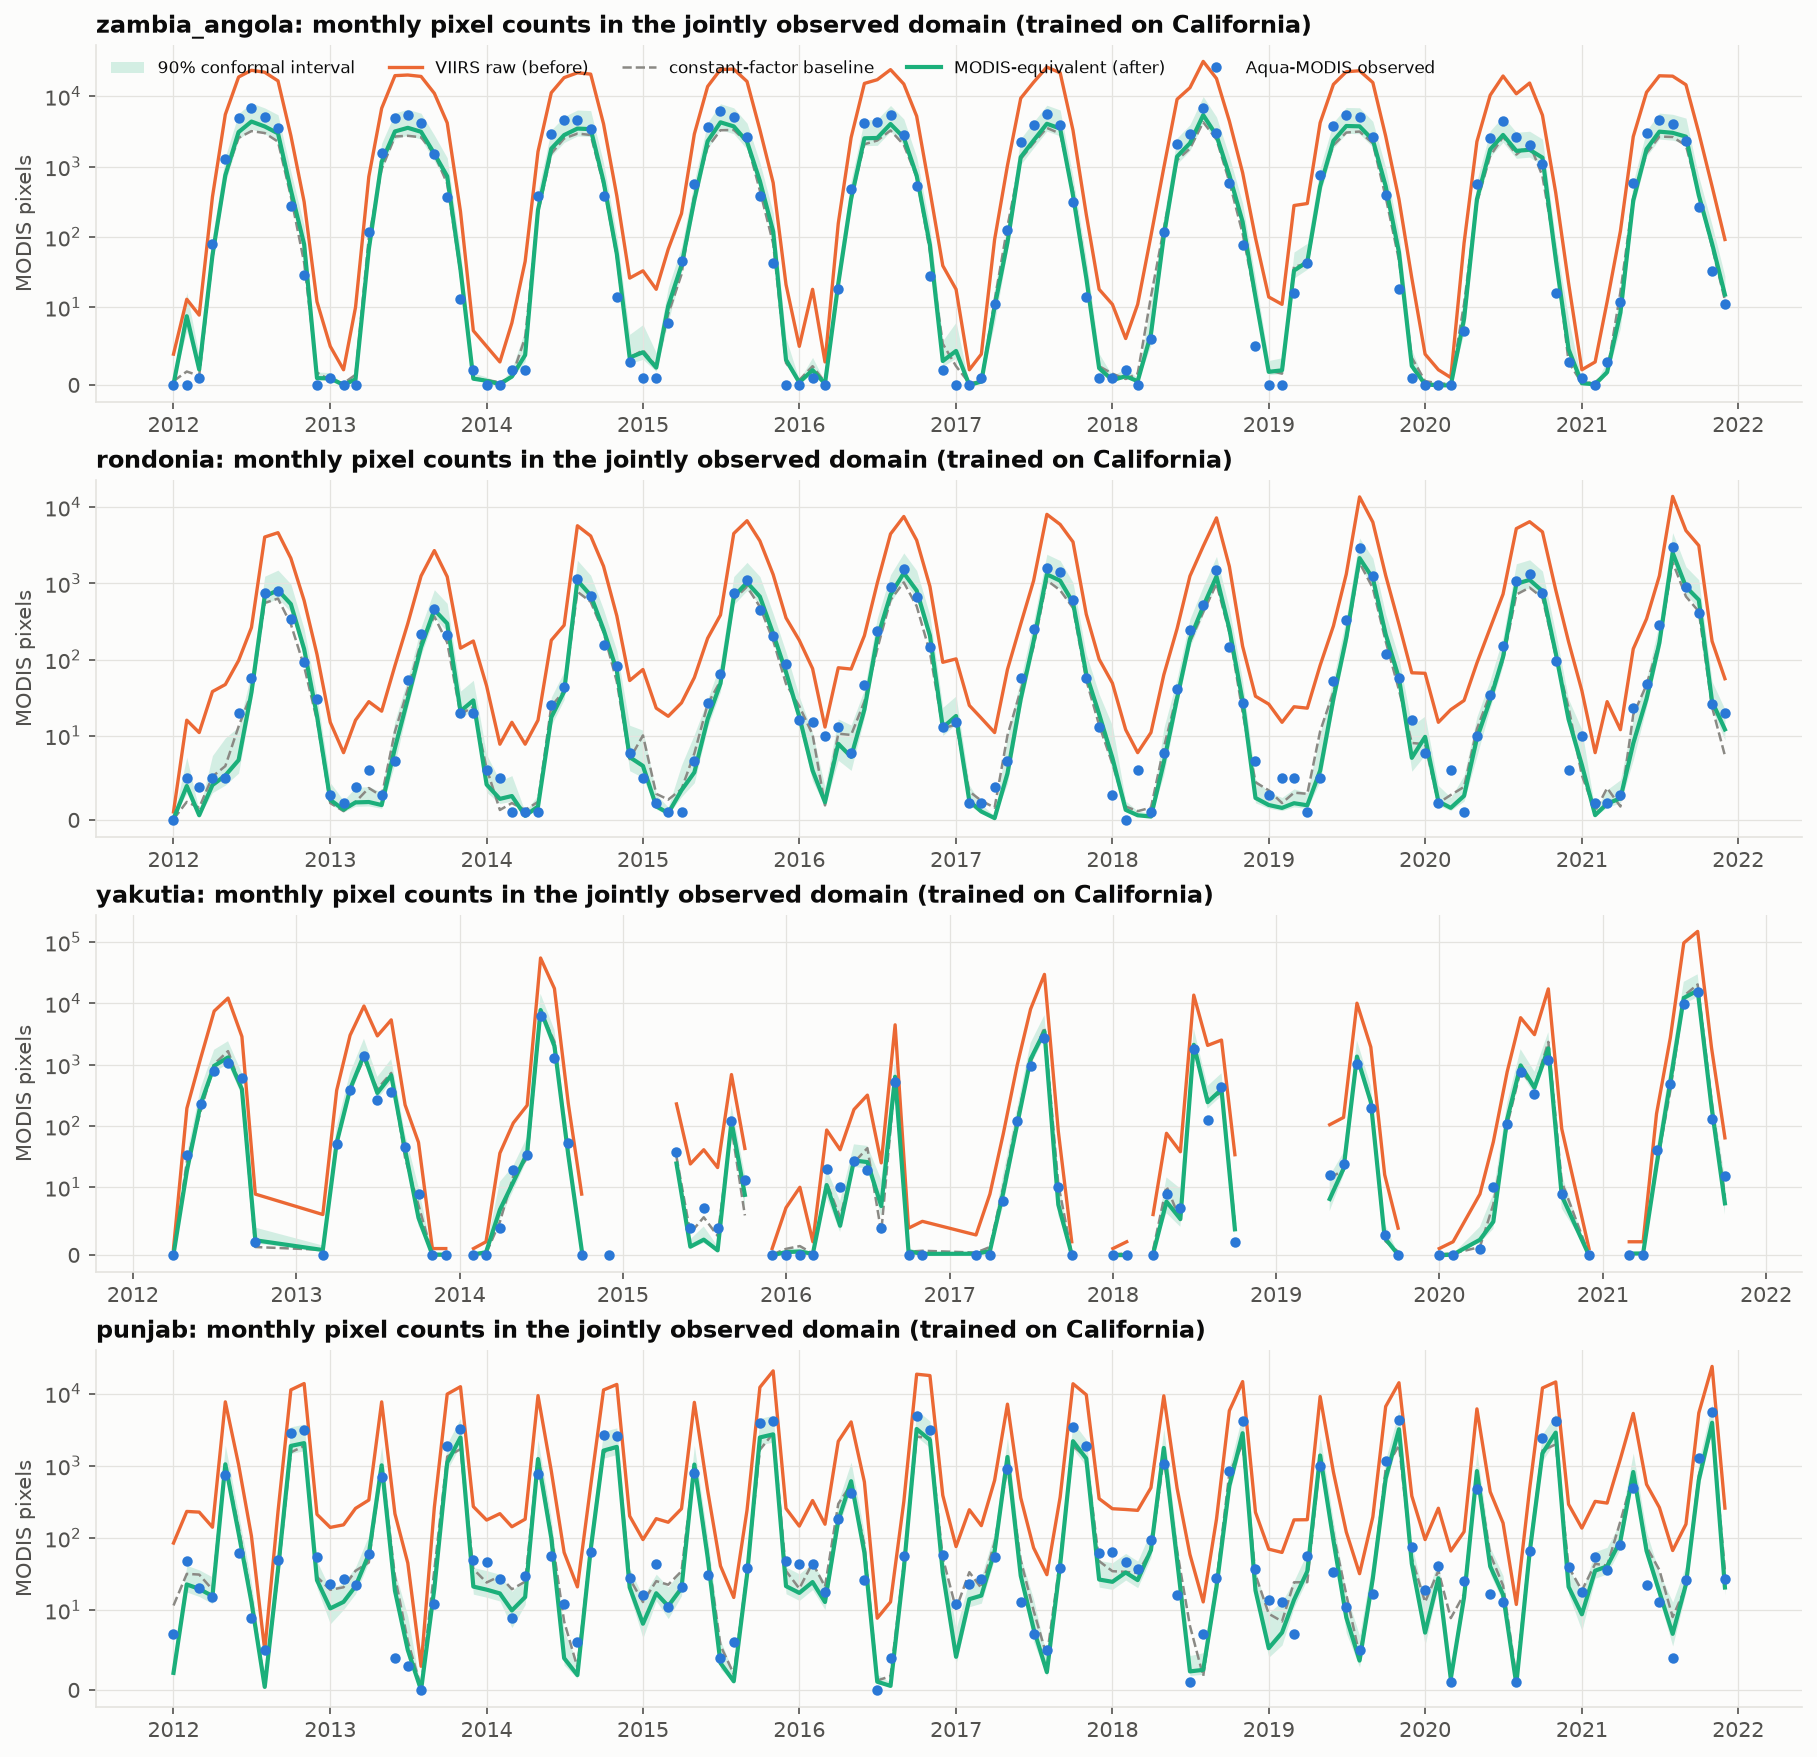 zambia_angola: monthly pixel counts in the jointly observed domain (trained on California)
90% conformal interval VIIRS raw (before) constant-factor baseline MODIS-equivalent (after) Aqua-MODIS observed
MODIS pixels
10⁴
10³
10²
10¹
0
2012 2013 2014 2015 2016 2017 2018 2019 2020 2021 2022
rondonia: monthly pixel counts in the jointly observed domain (trained on California)
MODIS pixels
10⁴
10³
10²
10¹
0
2012 2013 2014 2015 2016 2017 2018 2019 2020 2021 2022
yakutia: monthly pixel counts in the jointly observed domain (trained on California)
MODIS pixels
10⁵
10⁴
10³
10²
10¹
0
2012 2013 2014 2015 2016 2017 2018 2019 2020 2021 2022
punjab: monthly pixel counts in the jointly observed domain (trained on California)
MODIS pixels
10⁴
10³
10²
10¹
0
2012 2013 2014 2015 2016 2017 2018 2019 2020 2021 2022